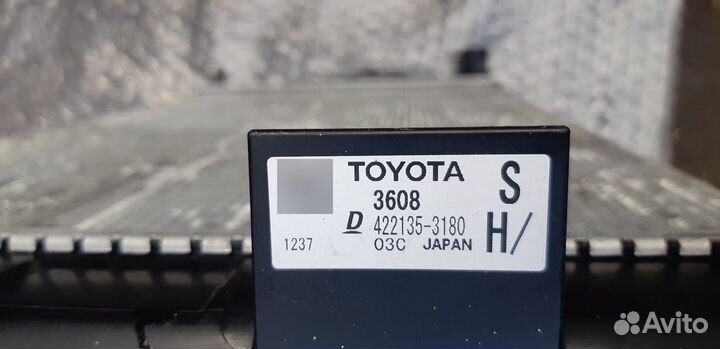 TOYOTA S
3608
D 422135-3180 H/
1237 03C JAPAN
Avito